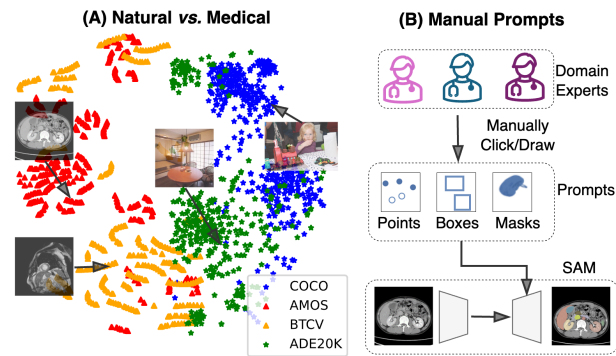 (A) Natural vs. Medical
COCO
AMOS
BTCV
ADE20K
(B) Manual Prompts
Domain
Experts
Manually
Click/Draw
Prompts
Points Boxes Masks
SAM